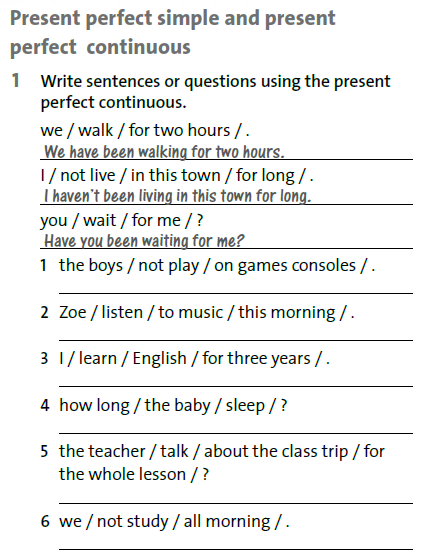 Present perfect simple and present
perfect continuous
1 Write sentences or questions using the present
perfect continuous.
we / walk / for two hours / .
We have been walking for two hours.
I / not live / in this town / for long / .
I haven't been living in this town for long.
you / wait / for me / ?
Have you been waiting for me?
1 the boys / not play / on games consoles / .
2 Zoe / listen / to music / this morning / .
3 I / learn / English / for three years / .
4 how long / the baby / sleep / ?
5 the teacher / talk / about the class trip / for
the whole lesson / ?
6 we / not study / all morning / .